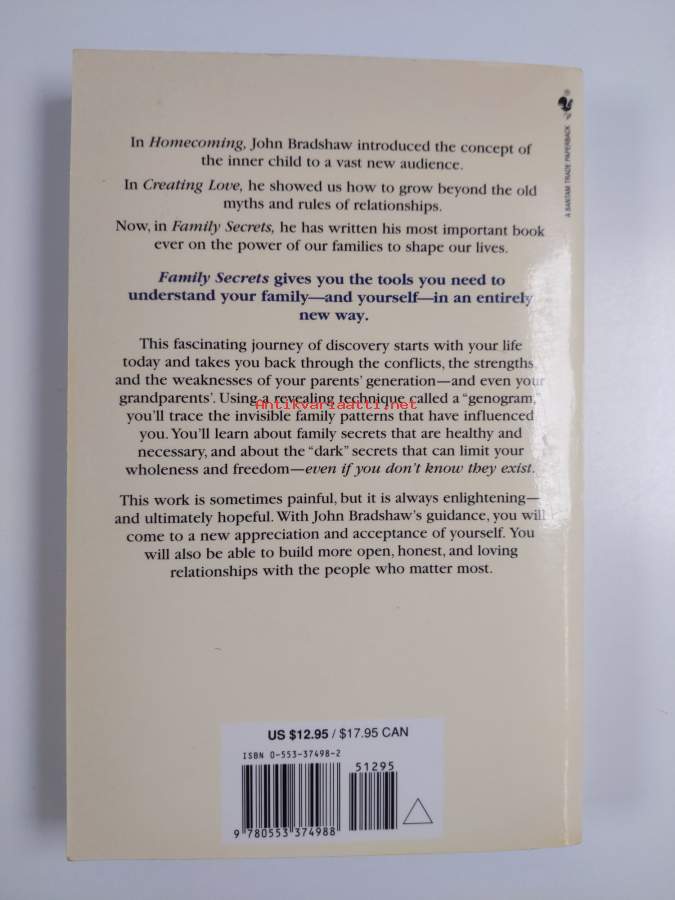 In Homecoming, John Bradshaw introduced the concept of
the inner child to a vast new audience.
In Creating Love, he showed us how to grow beyond the old
myths and rules of relationships.
Now, in Family Secrets, he has written his most important book
ever on the power of our families to shape our lives.
Family Secrets gives you the tools you need to
understand your family—and yourself—in an entirely
new way.
This fascinating journey of discovery starts with your life
today and takes you back through the conflicts, the strengths,
and the weaknesses of your parents' generation—and even your
grandparents'. Using a revealing technique called a "genogram,"
Antikvariaatti.net
you'll trace the invisible family patterns that have influenced
you. You'll learn about family secrets that are healthy and
necessary, and about the "dark" secrets that can limit your
wholeness and freedom—even if you don't know they exist.
This work is sometimes painful, but it is always enlightening—
and ultimately hopeful. With John Bradshaw's guidance, you will
come to a new appreciation and acceptance of yourself. You
will also be able to build more open, honest, and loving
relationships with the people who matter most.
A BANTAM TRADE PAPERBACK
US $12.95 / $17.95 CAN
ISBN 0-553-37498-2
51295
9 780553 374988